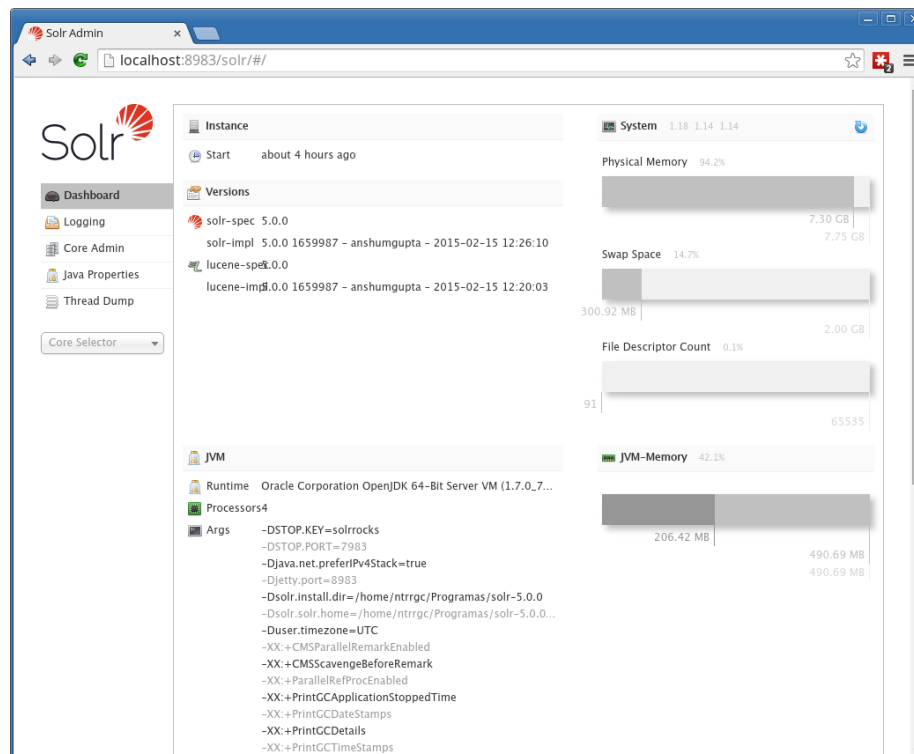 Solr Admin ×
localhost:8983/solr/#/
2
Solr
Dashboard
Logging
Core Admin
Java Properties
Thread Dump
Core Selector
Instance
Start about 4 hours ago
Versions
solr-spec 5.0.0
solr-impl 5.0.0 1659987 - anshumgupta - 2015-02-15 12:26:10
lucene-spec 5.0.0
lucene-impl 5.0.0 1659987 - anshumgupta - 2015-02-15 12:20:03
System 1.18 1.14 1.14
Physical Memory 94.2%
7.30 GB
7.75 GB
Swap Space 14.7%
300.92 MB
2.00 GB
File Descriptor Count 0.1%
91
65535
JVM
Runtime Oracle Corporation OpenJDK 64-Bit Server VM (1.7.0_7...
Processors 4
Args -DSTOP.KEY=solrrocks
-DSTOP.PORT=7983
-Djava.net.preferIPv4Stack=true
-Djetty.port=8983
-Dsolr.install.dir=/home/ntrrgc/Programas/solr-5.0.0
-Dsolr.solr.home=/home/ntrrgc/Programas/solr-5.0.0...
-Duser.timezone=UTC
-XX:+CMSParallelRemarkEnabled
-XX:+CMSScavengeBeforeRemark
-XX:+ParallelRefProcEnabled
-XX:+PrintGCApplicationStoppedTime
-XX:+PrintGCDateStamps
-XX:+PrintGCDetails
-XX:+PrintGCTimeStamps
JVM-Memory 42.1%
206.42 MB
490.69 MB
490.69 MB